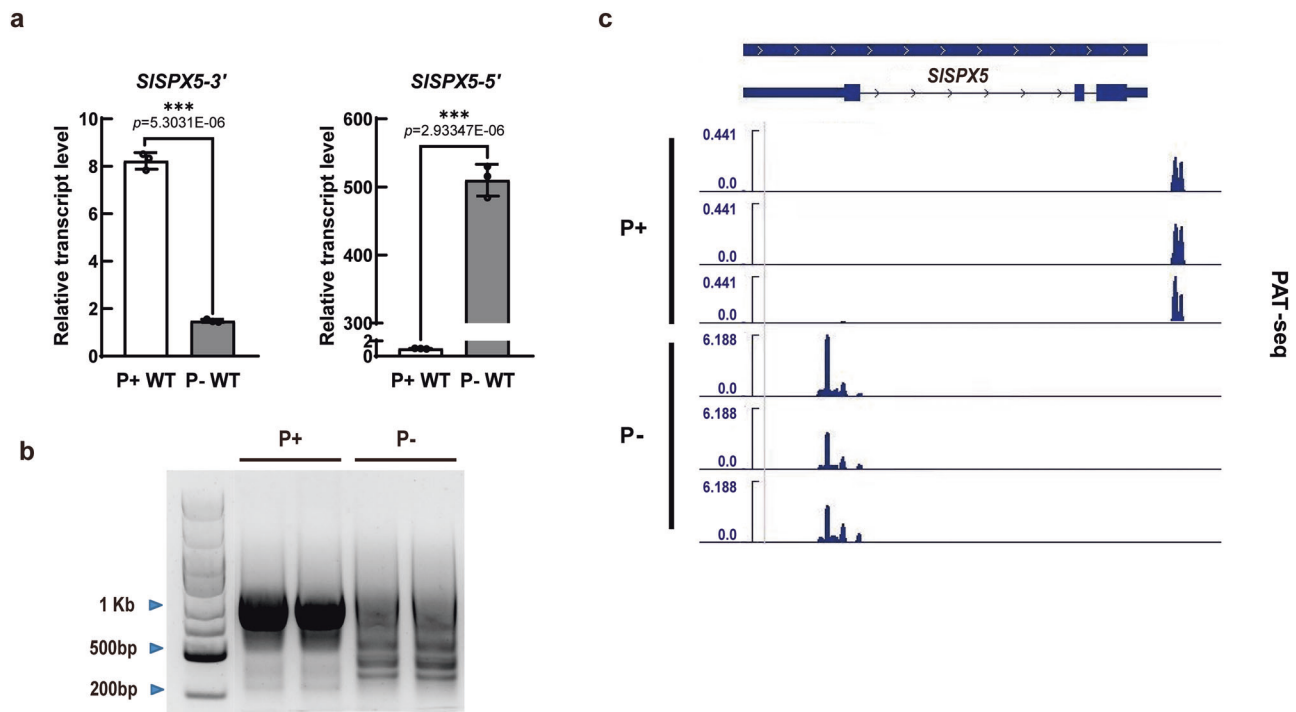 a
SlSPX5-3'
***
p=5.3031E-06
Relative transcript level
10
8
6
4
2
0
P+ WT P- WT
SlSPX5-5'
***
p=2.93347E-06
Relative transcript level
600
500
400
300
2
0
P+ WT P- WT
b
P+ P-
1 Kb
500bp
200bp
c
SlSPX5
P+
0.441
0.0
0.441
0.0
0.441
0.0
P-
6.188
0.0
6.188
0.0
6.188
0.0
PAT-seq